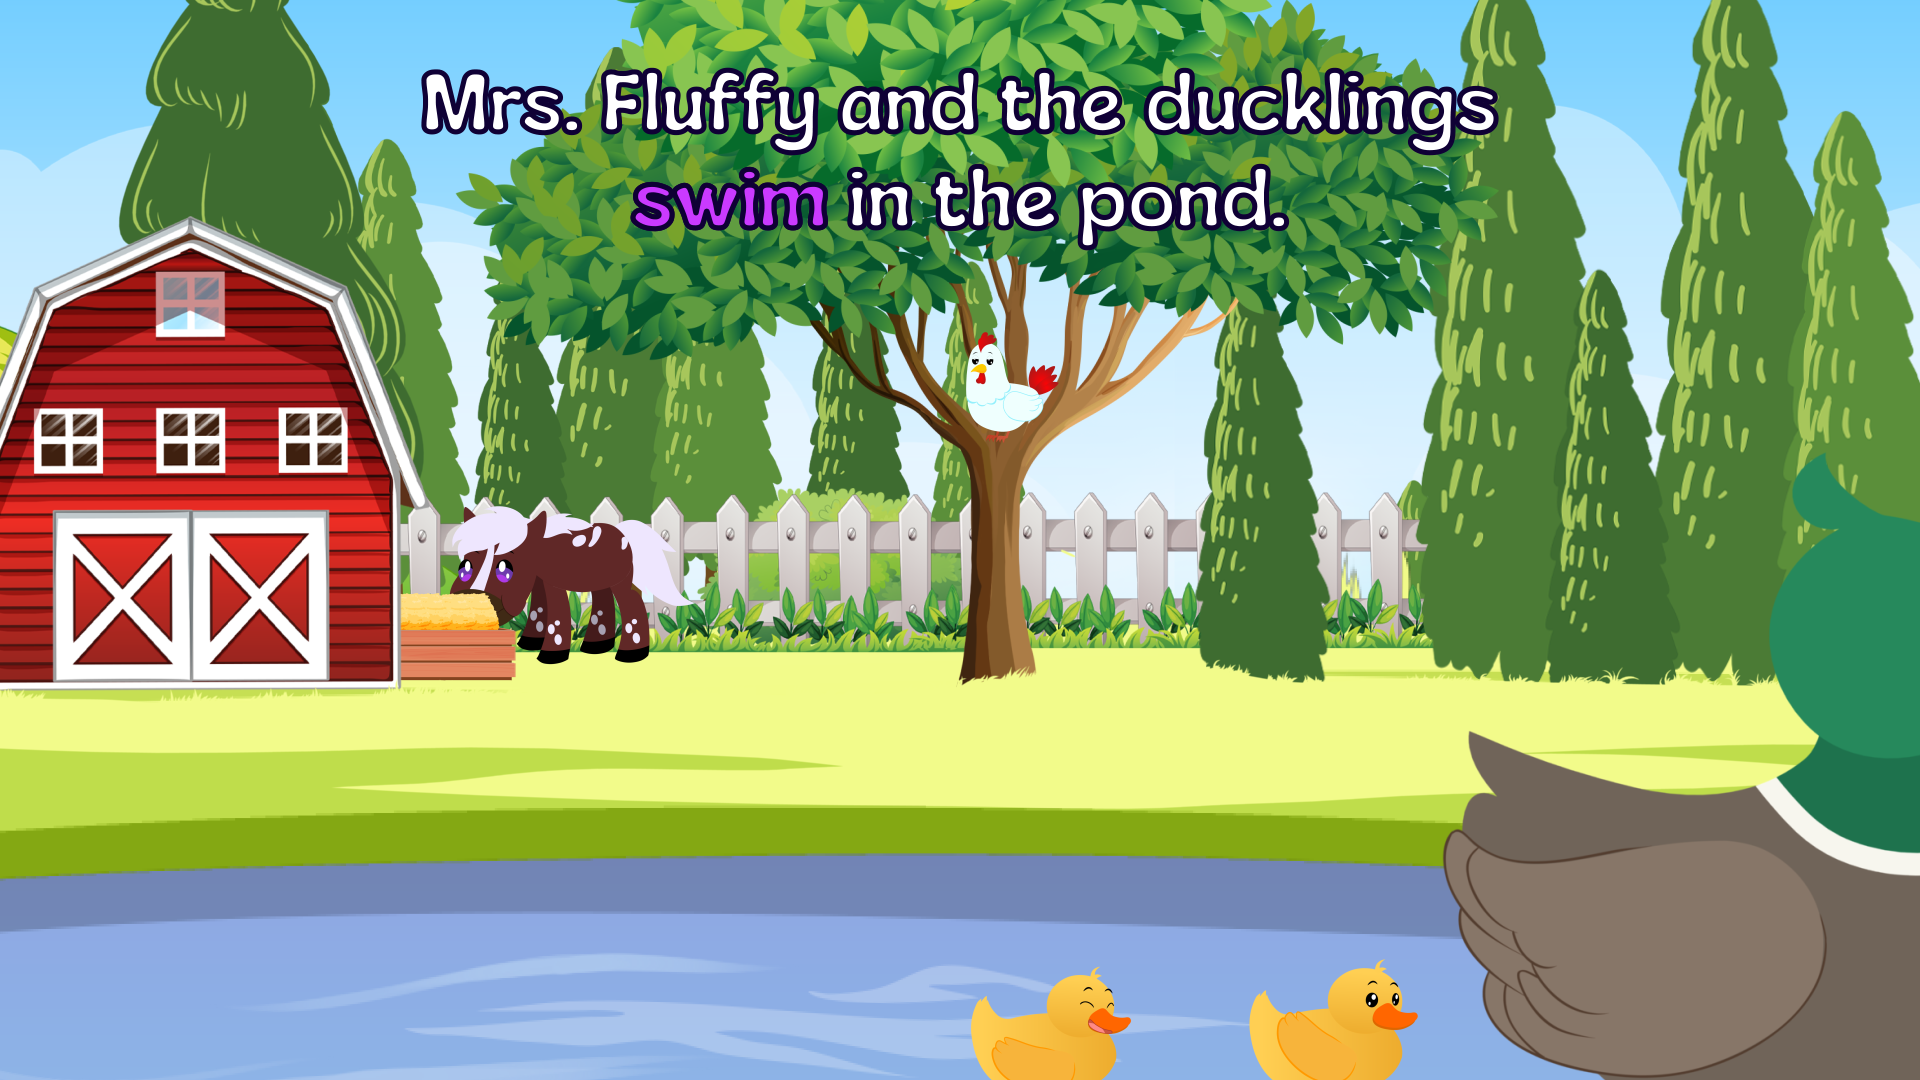 Mrs. Fluffy and the ducklings
swim in the pond.